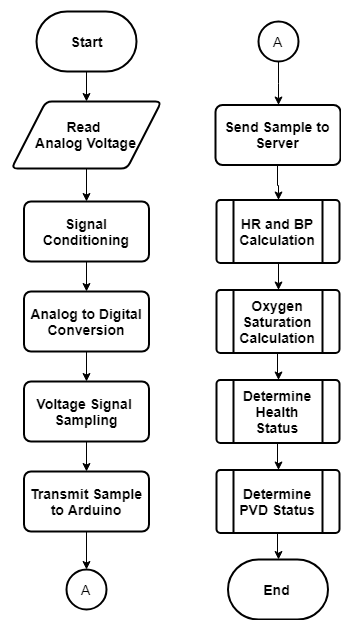 Start
Read
Analog Voltage
Signal
Conditioning
Analog to Digital
Conversion
Voltage Signal
Sampling
Transmit Sample
to Arduino
A
A
Send Sample to
Server
HR and BP
Calculation
Oxygen
Saturation
Calculation
Determine
Health
Status
Determine
PVD Status
End